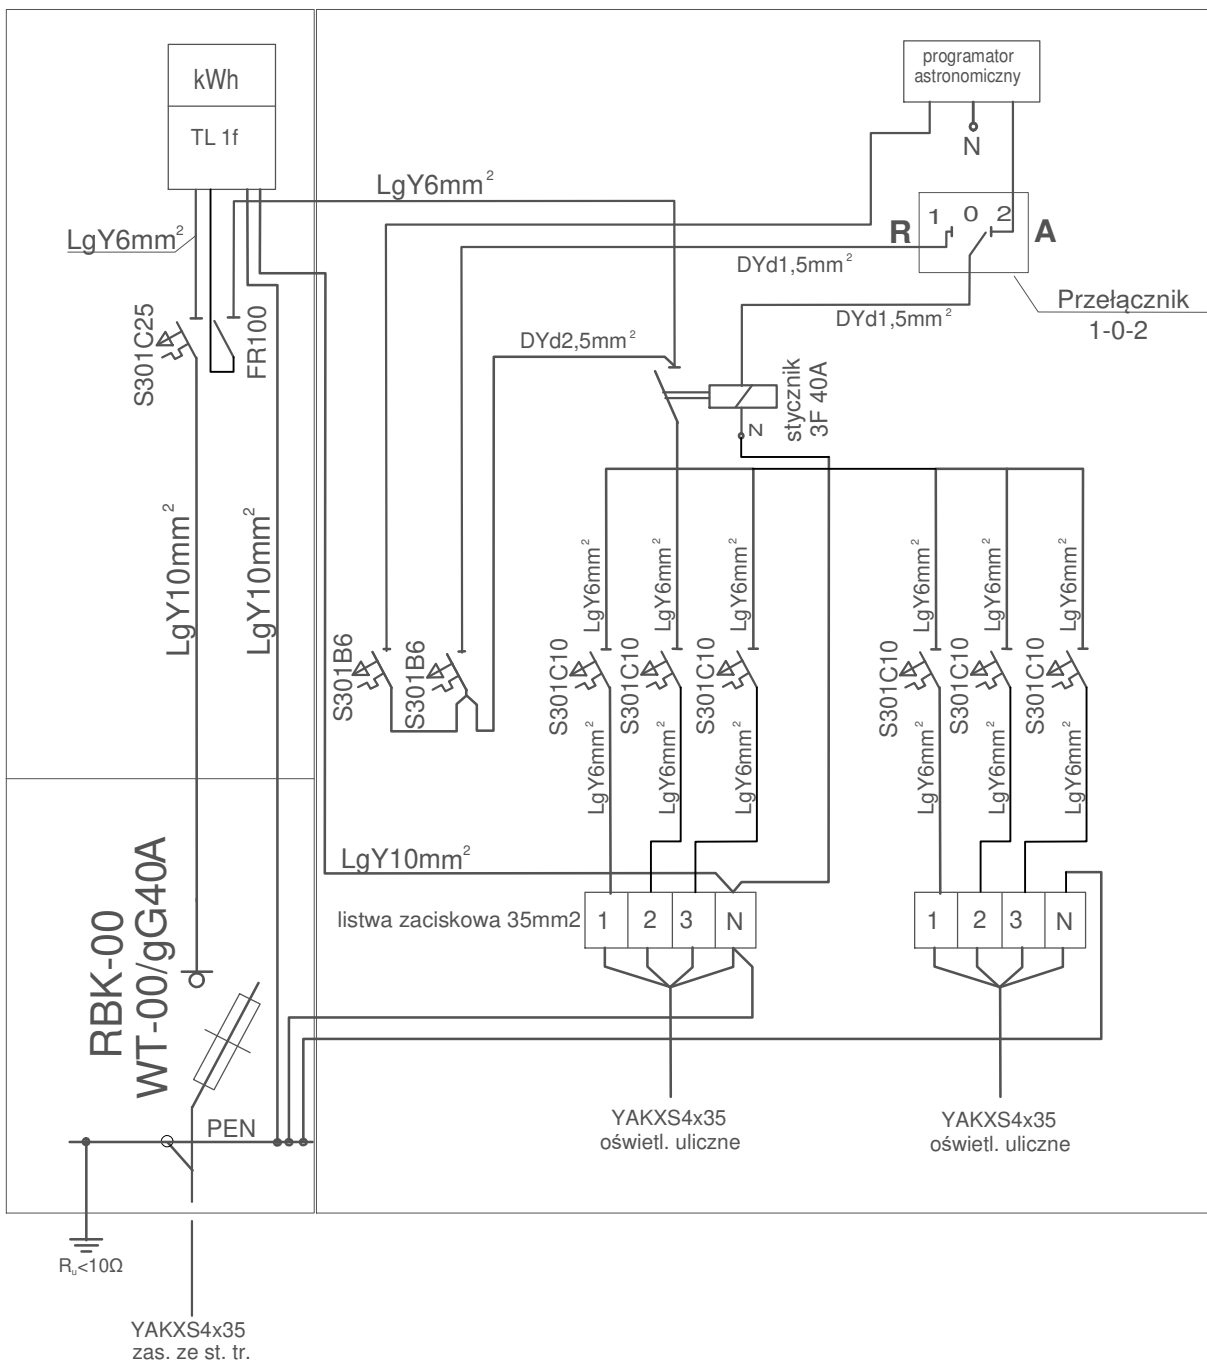 kWh
TL 1f
programator
astronomiczny
N
LgY6mm²
LgY6mm²
R
1 0 2
A
DYd1,5mm²
Przełącznik
1-0-2
DYd1,5mm²
S301C25
FR100
DYd2,5mm²
stycznik
3F 40A
N
LgY10mm²
LgY10mm²
LgY6mm²
LgY6mm²
LgY6mm²
LgY6mm²
LgY6mm²
LgY6mm²
S301B6
S301B6
S301C10
S301C10
S301C10
S301C10
S301C10
S301C10
LgY6mm²
LgY6mm²
LgY6mm²
LgY6mm²
LgY6mm²
LgY6mm²
LgY10mm²
listwa zaciskowa 35mm2
1 2 3 N
1 2 3 N
RBK-00
WT-00/gG40A
PEN
YAKXS4x35
oświetl. uliczne
YAKXS4x35
oświetl. uliczne
Ru<10Ω
YAKXS4x35
zas. ze st. tr.